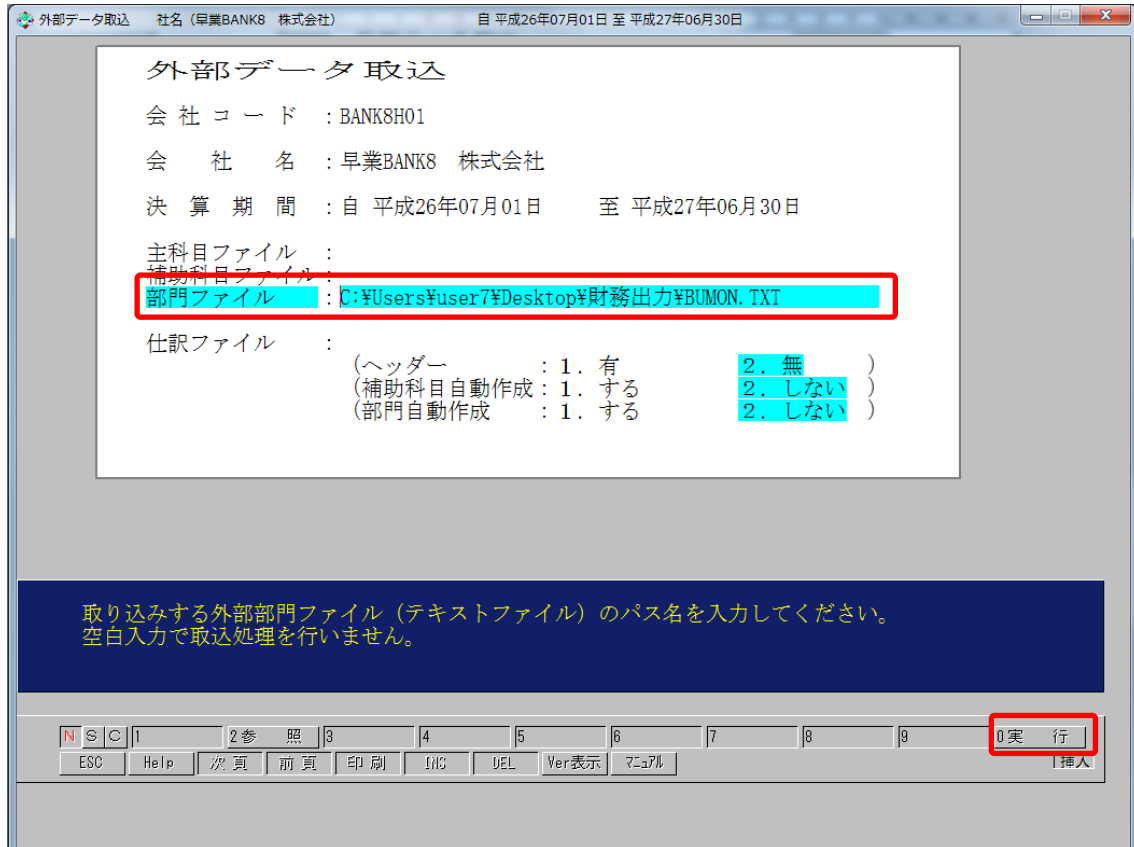 外部データ取込 社名（早業BANK8 株式会社） 自 平成26年07月01日 至 平成27年06月30日
外部データ取込
会社コード ：BANK8H01
会 社 名 ：早業BANK8 株式会社
決 算 期 間 ：自 平成26年07月01日 至 平成27年06月30日
主科目ファイル ：
補助科目ファイル：
部門ファイル ：C:¥Users¥user7¥Desktop¥財務出力¥BUMON.TXT
仕訳ファイル ：
（ヘッダー ：１．有 ２．無 ）
（補助科目自動作成：１．する ２．しない ）
（部門自動作成 ：１．する ２．しない ）
取り込みする外部部門ファイル（テキストファイル）のパス名を入力してください。
空白入力で取込処理を行いません。
N S C 1 2参 照 3 4 5 6 7 8 9 0実 行
ESC Help 次頁 前頁 印刷 INS DEL Ver表示 ﾏﾆｭｱﾙ 挿入